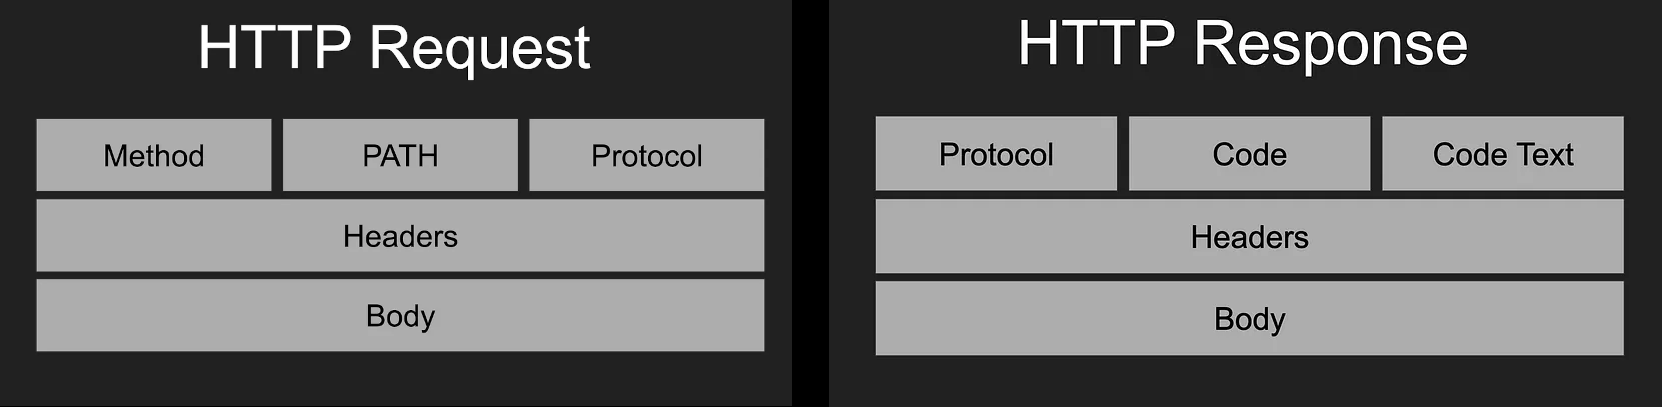 HTTP Request
Method PATH Protocol
Headers
Body
HTTP Response
Protocol Code Code Text
Headers
Body